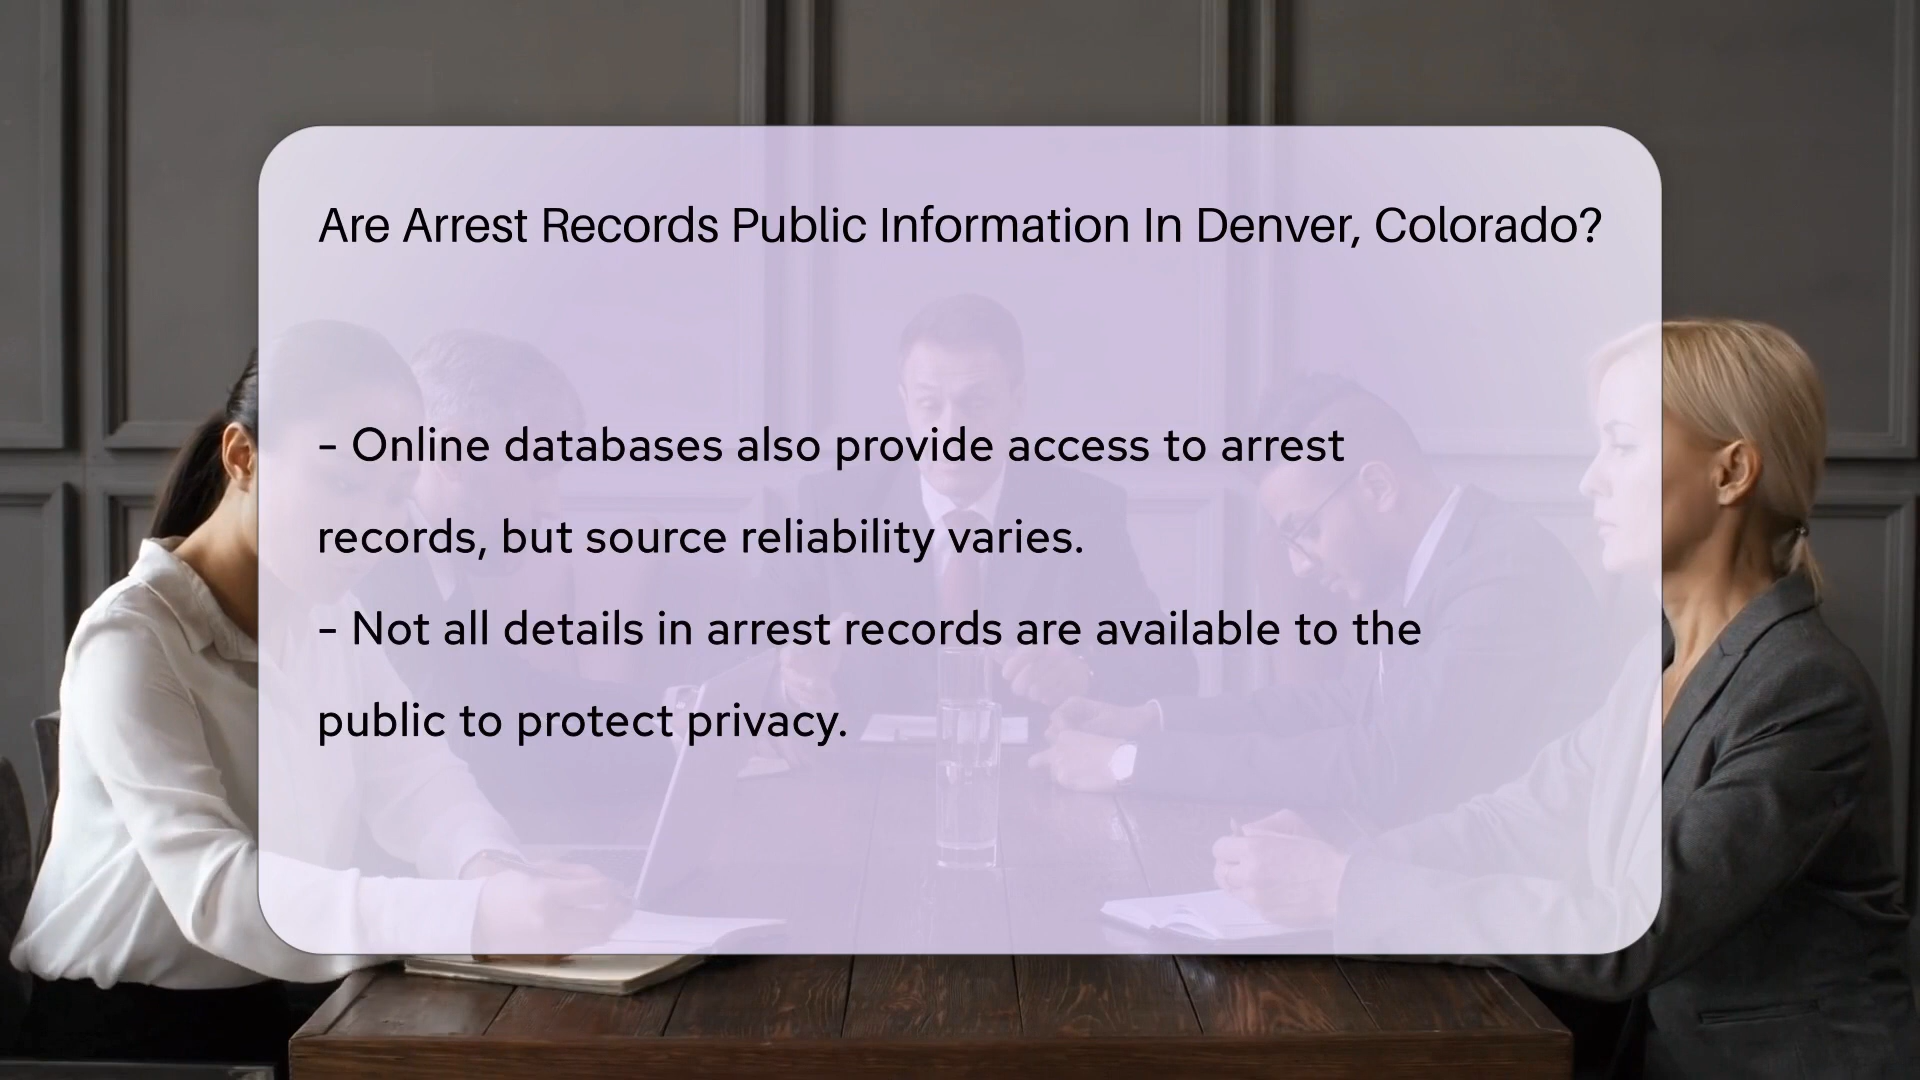 Are Arrest Records Public Information In Denver, Colorado?
- Online databases also provide access to arrest
records, but source reliability varies.
- Not all details in arrest records are available to the
public to protect privacy.